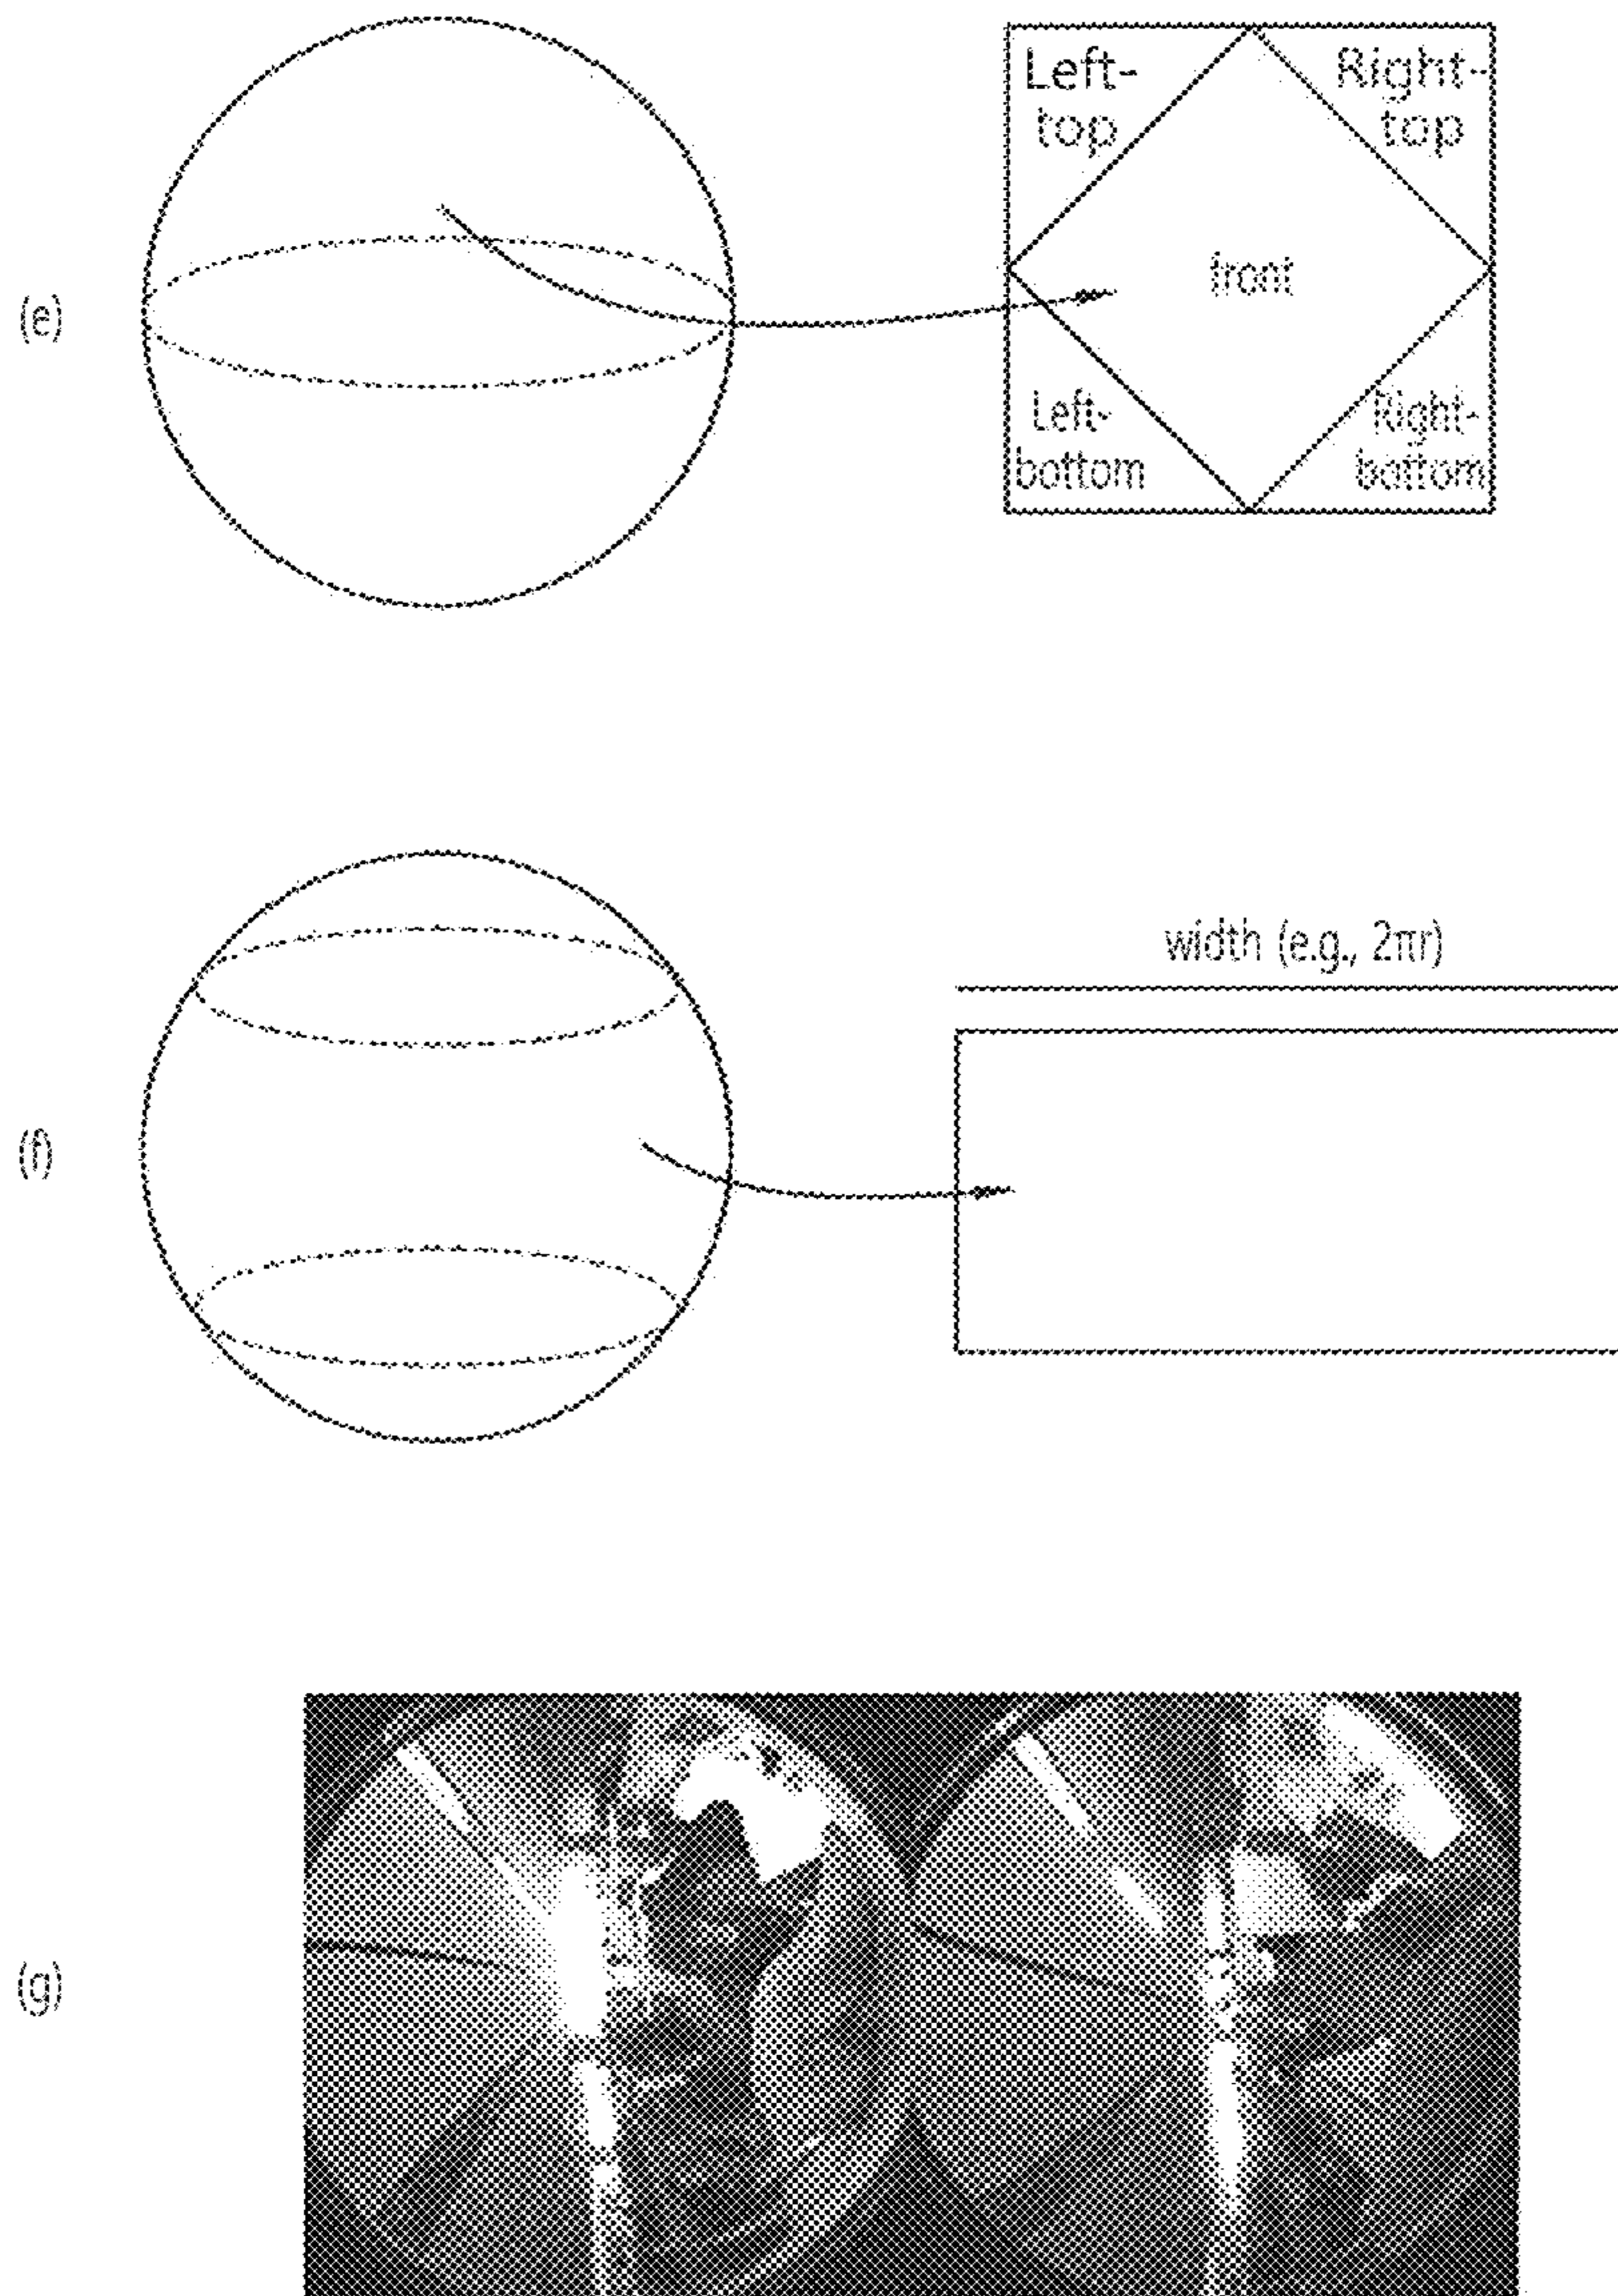 Left-
top
Right-
top
(e)
front
Left-
bottom
Right-
bottom
width (e.g., 2πr)
(f)
(g)